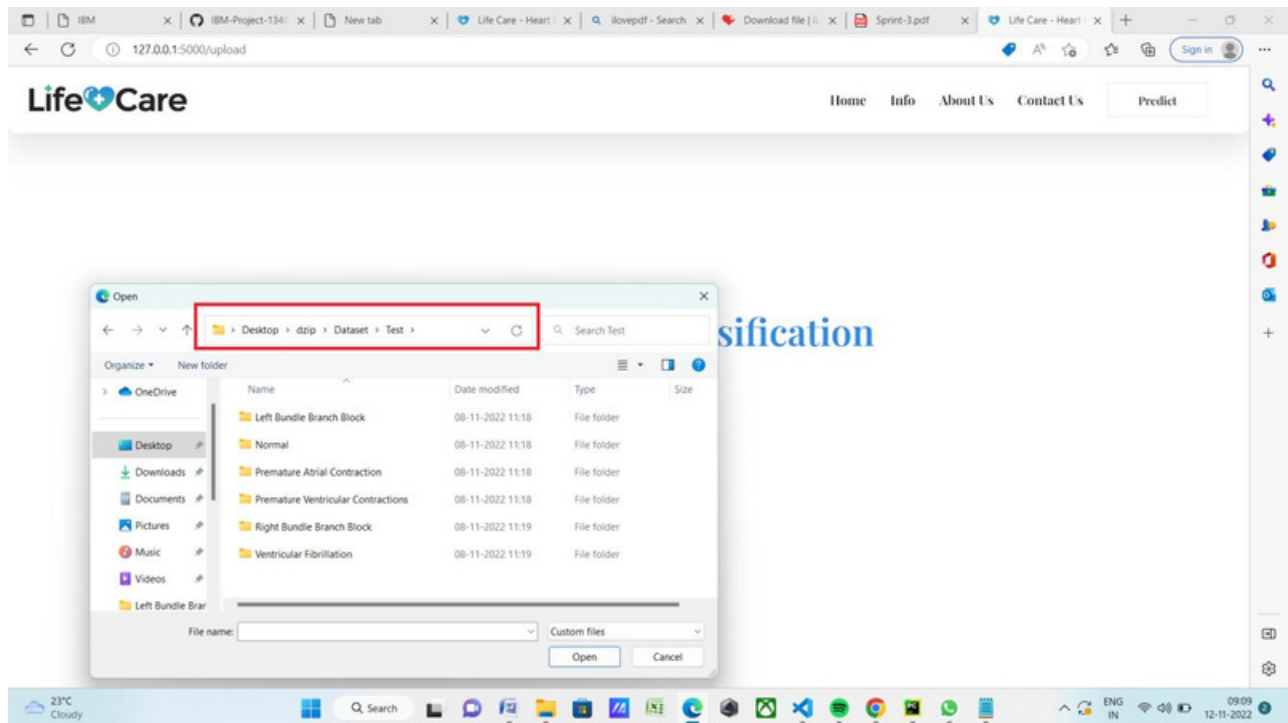 IBM
IBM-Project-134
New tab
Life Care - Heart
ilovepdf - Search
Download file | iL
Sprint-3.pdf
Life Care - Heart
127.0.0.1:5000/upload
Sign in
Life Care
Home Info About Us Contact Us Predict
sification
Open
Desktop > dzip > Dataset > Test >
Search Test
Organize New folder
Name Date modified Type Size
OneDrive
Desktop
Downloads
Documents
Pictures
Music
Videos
Left Bundle Bran
Left Bundle Branch Block 08-11-2022 11:18 File folder
Normal 08-11-2022 11:18 File folder
Premature Atrial Contraction 08-11-2022 11:18 File folder
Premature Ventricular Contractions 08-11-2022 11:18 File folder
Right Bundle Branch Block 08-11-2022 11:19 File folder
Ventricular Fibrillation 08-11-2022 11:19 File folder
File name: Custom files
Open Cancel
23°C
Cloudy
Search
ENG
IN
09:09
12-11-2022
2